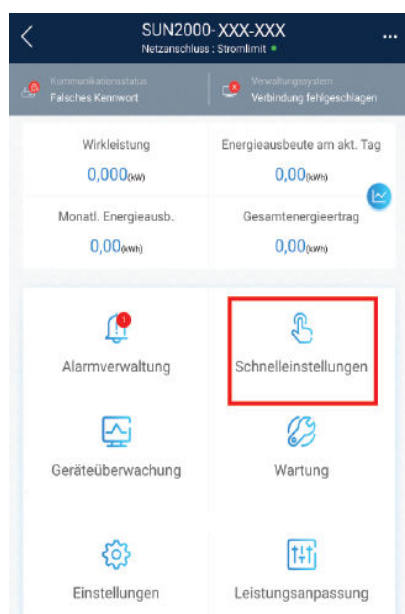 SUN2000-XXX-XXX
Netzanschluss : Stromlimit
Kommunikationsstatus
Falsches Kennwort
Verwaltungssystem
Verbindung fehlgeschlagen
Wirkleistung
Energieausbeute am akt. Tag
0,000(kW)
0,00(kWh)
Monatl. Energieausb.
Gesamtenergieertrag
0,00(kWh)
0,00(kWh)
1
Alarmverwaltung
Schnelleinstellungen
Geräteüberwachung
Wartung
Einstellungen
Leistungsanpassung